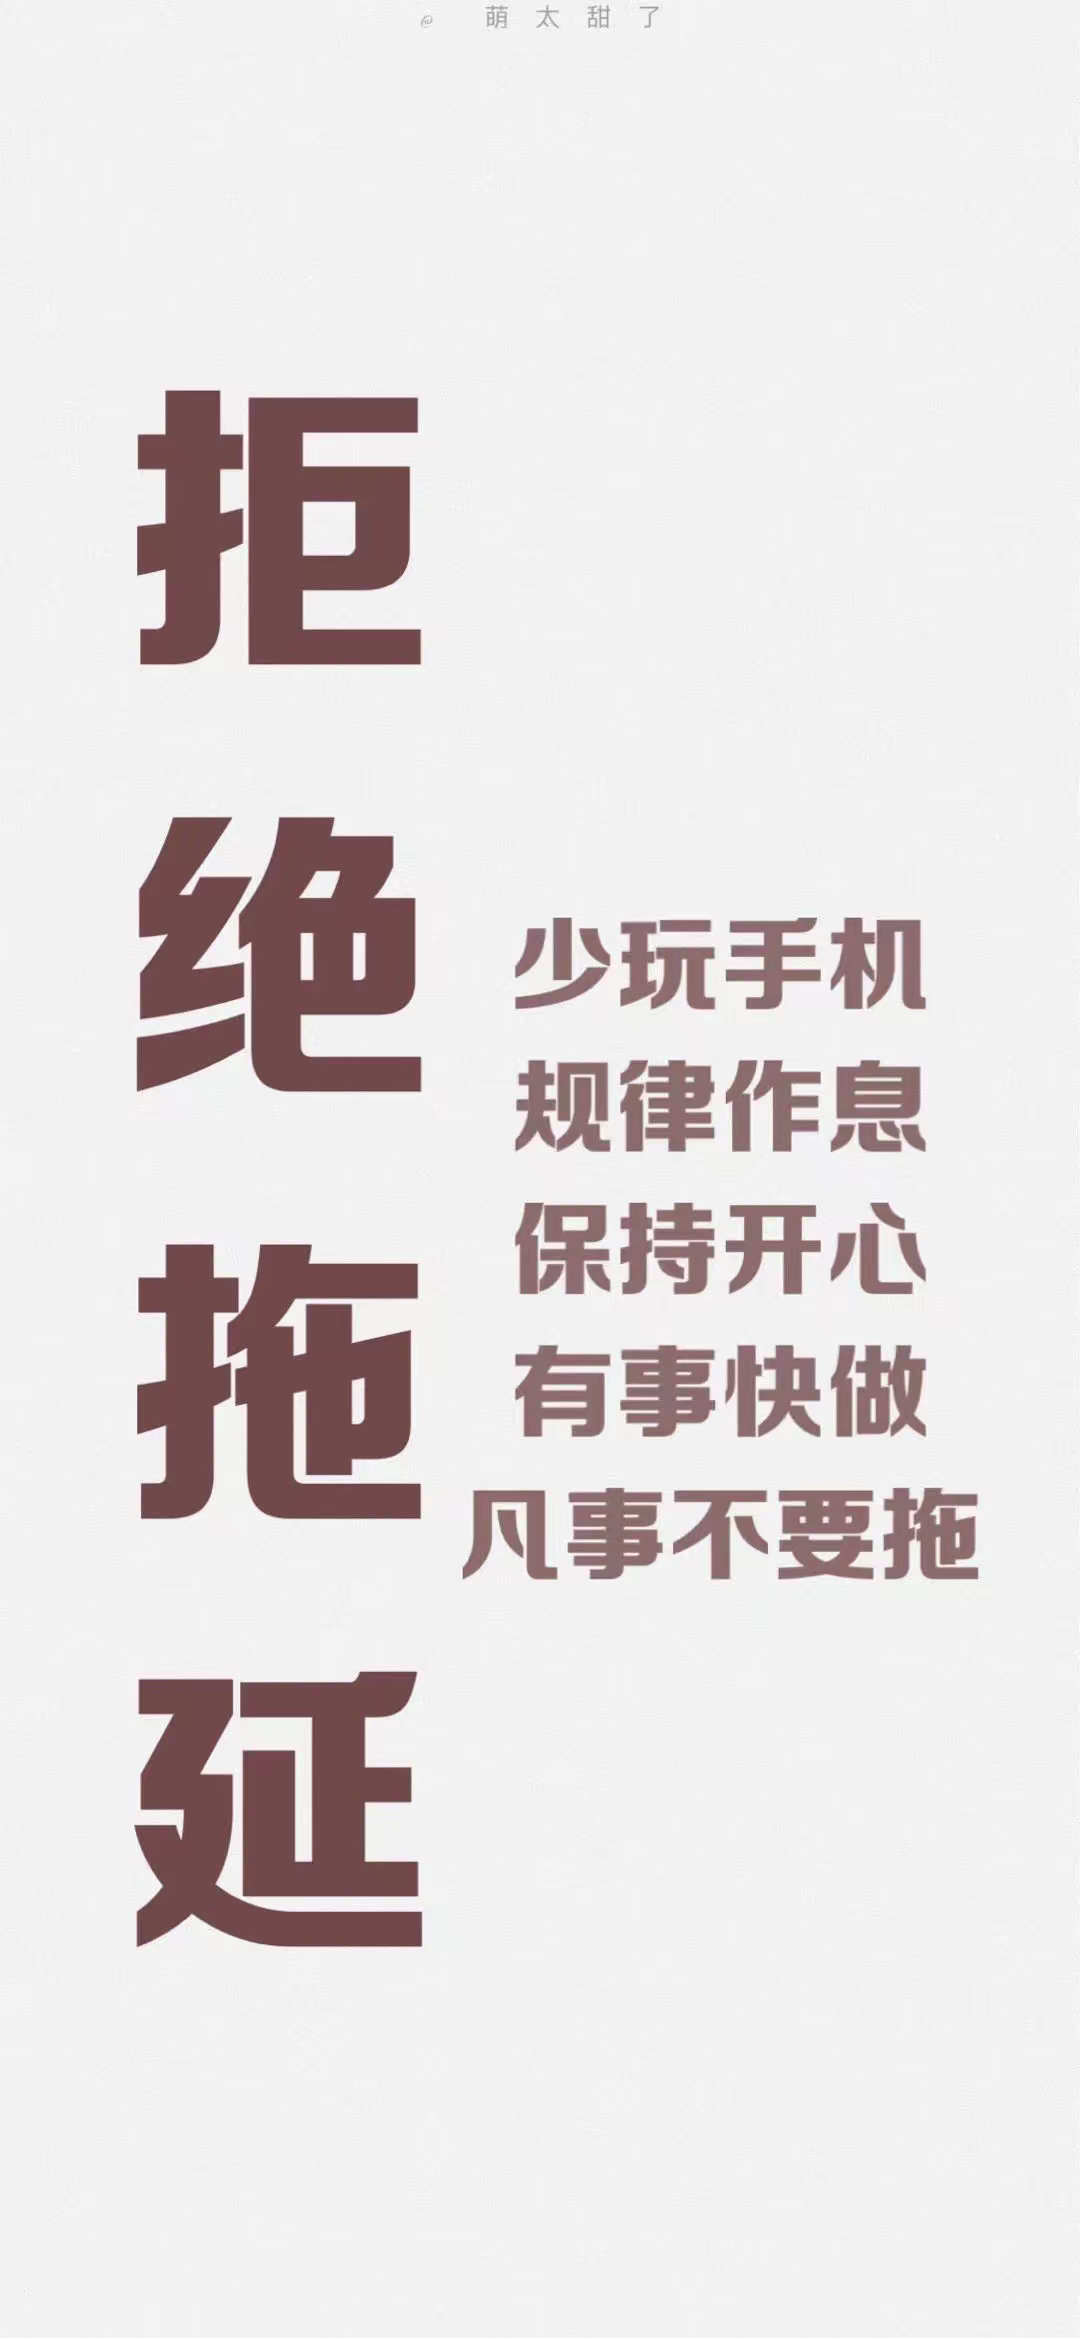 @ 萌太甜了
拒绝拖延
少玩手机
规律作息
保持开心
有事快做
凡事不要拖